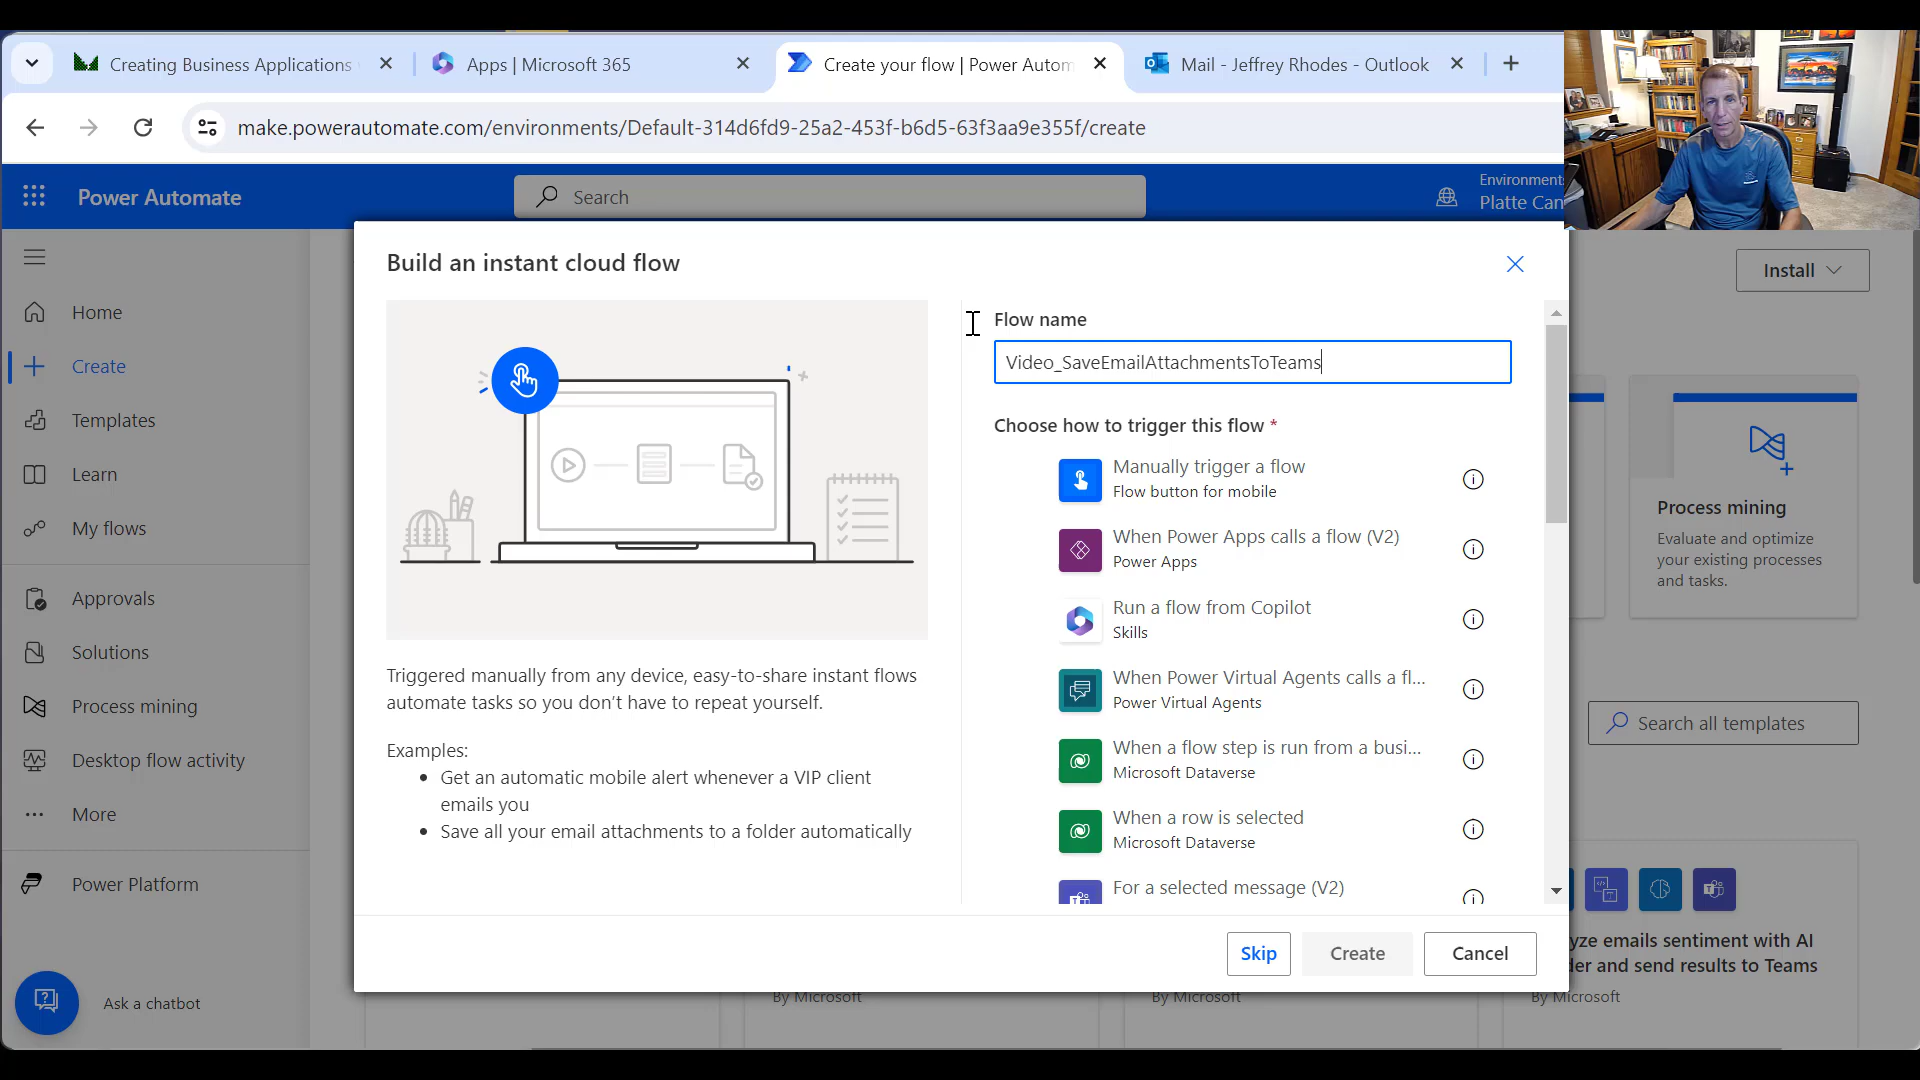 Creating Business Applications
Apps | Microsoft 365
Create your flow | Power Autom
Mail - Jeffrey Rhodes - Outlook
make.powerautomate.com/environments/Default-314d6fd9-25a2-453f-b6d5-63f3aa9e355f/create
Power Automate
Search
Environment
Platte Can
Home
Create
Templates
Learn
My flows
Approvals
Solutions
Process mining
Desktop flow activity
More
Power Platform
Ask a chatbot
Build an instant cloud flow
Triggered manually from any device, easy-to-share instant flows
automate tasks so you don't have to repeat yourself.
Examples:
• Get an automatic mobile alert whenever a VIP client
emails you
• Save all your email attachments to a folder automatically
Flow name
Video_SaveEmailAttachmentsToTeams
Choose how to trigger this flow *
Manually trigger a flow
Flow button for mobile
When Power Apps calls a flow (V2)
Power Apps
Run a flow from Copilot
Skills
When Power Virtual Agents calls a fl...
Power Virtual Agents
When a flow step is run from a busi...
Microsoft Dataverse
When a row is selected
Microsoft Dataverse
For a selected message (V2)
Skip
Create
Cancel
Install
Process mining
Evaluate and optimize
your existing processes
and tasks.
Search all templates
yze emails sentiment with AI
der and send results to Teams
By Microsoft
By Microsoft
By Microsoft